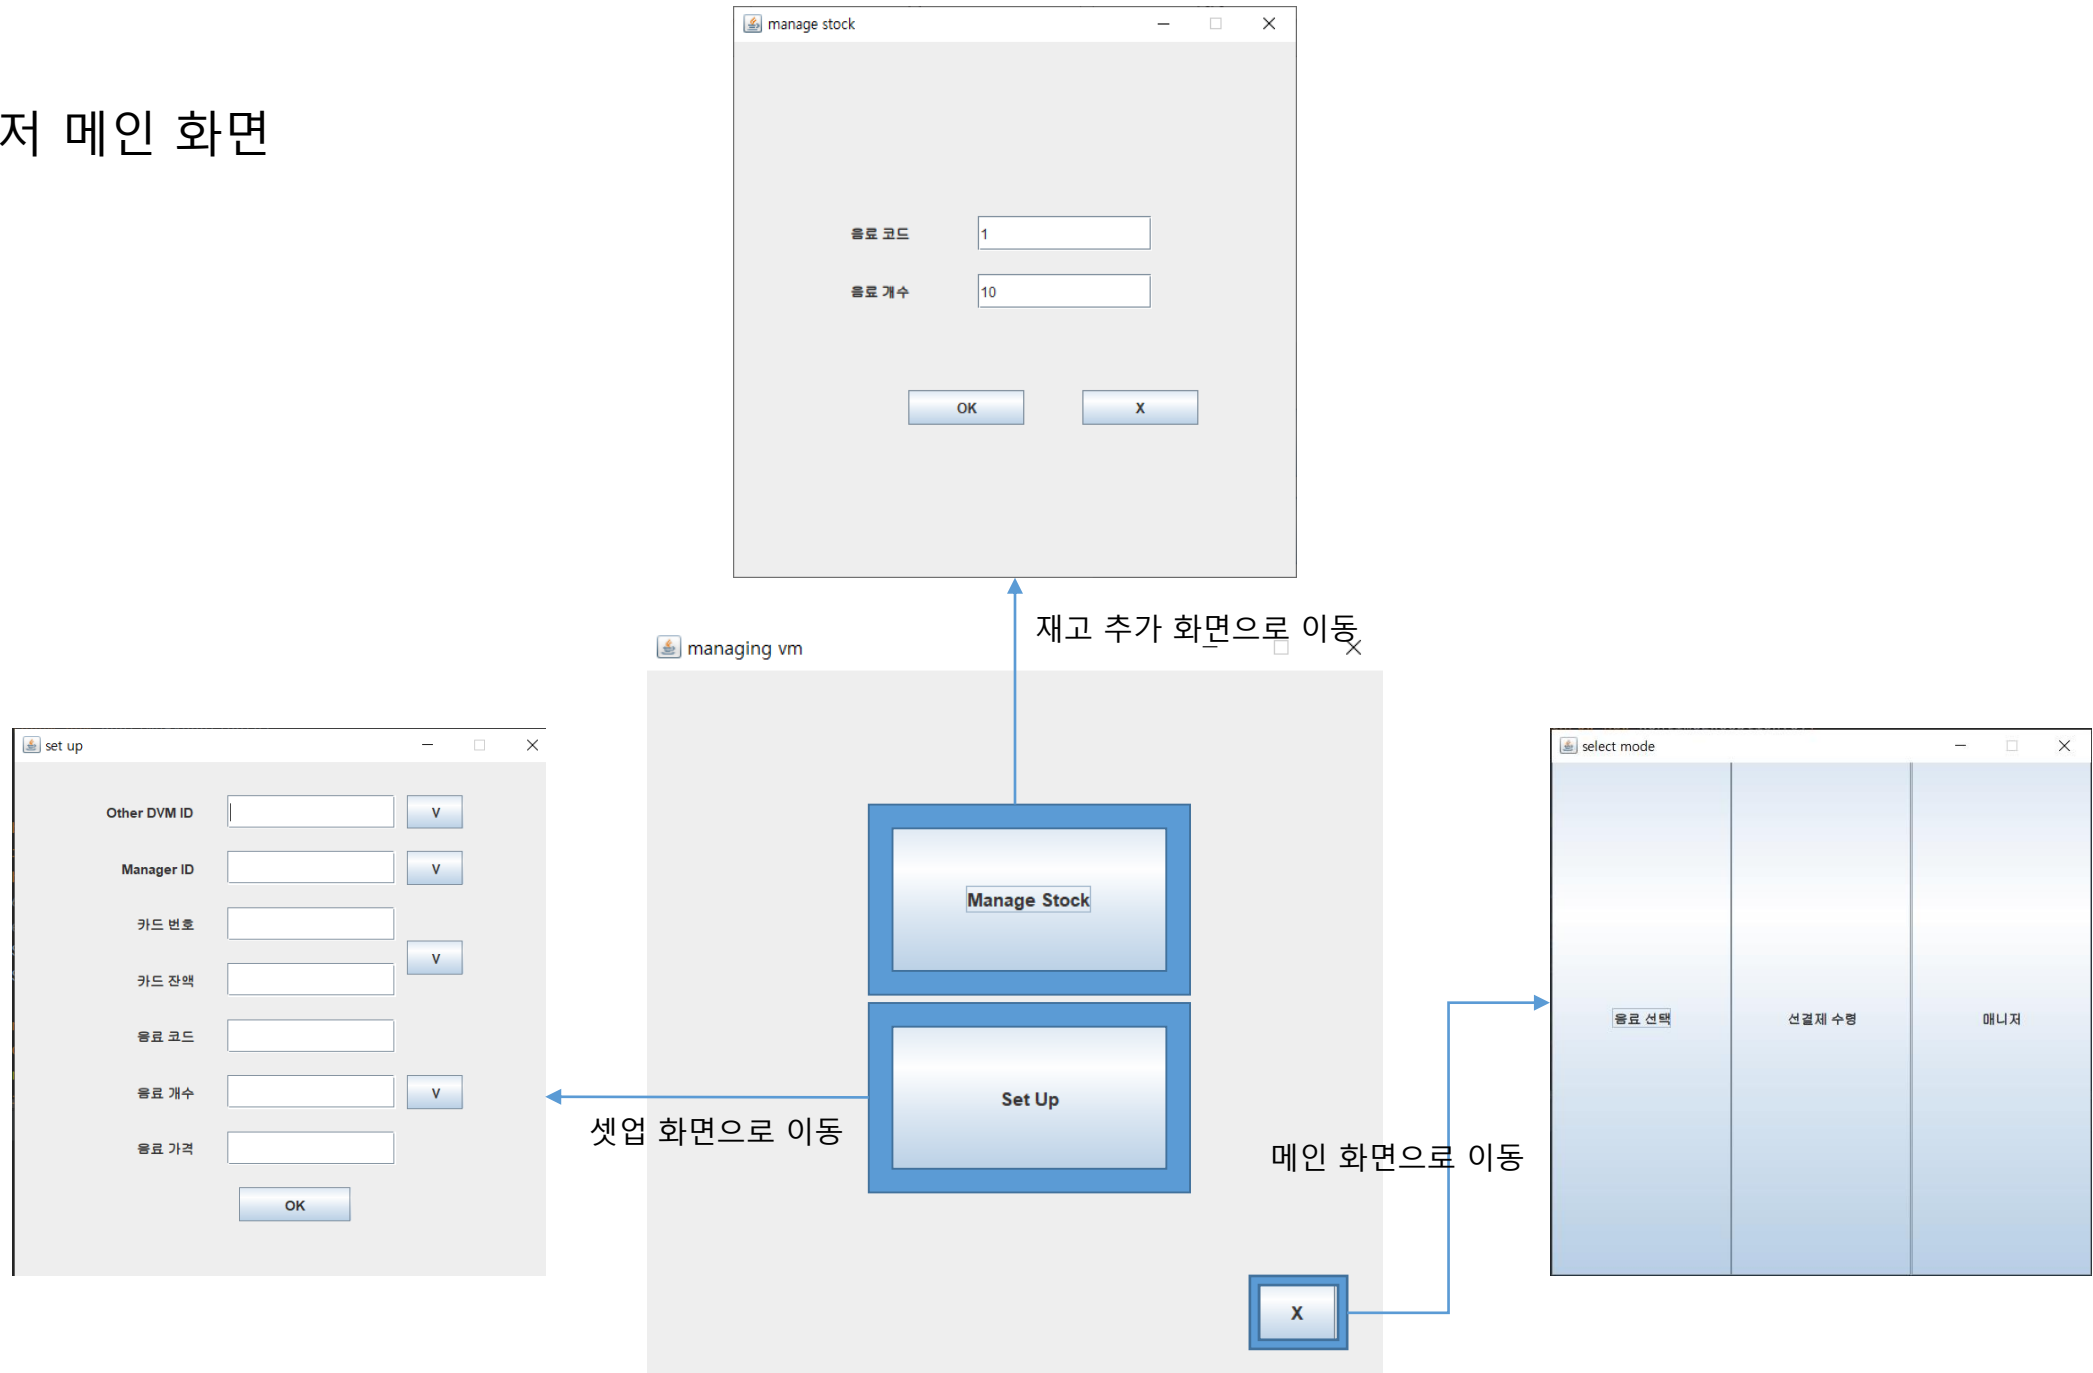 저 메인 화면
manage stock
음료 코드
1
음료 개수
10
OK
X
재고 추가 화면으로 이동
managing vm
Manage Stock
Set Up
X
셋업 화면으로 이동
메인 화면으로 이동
set up
Other DVM ID
V
Manager ID
V
카드 번호
V
카드 잔액
음료 코드
음료 개수
V
음료 가격
OK
select mode
음료 선택
선결제 수령
매니저